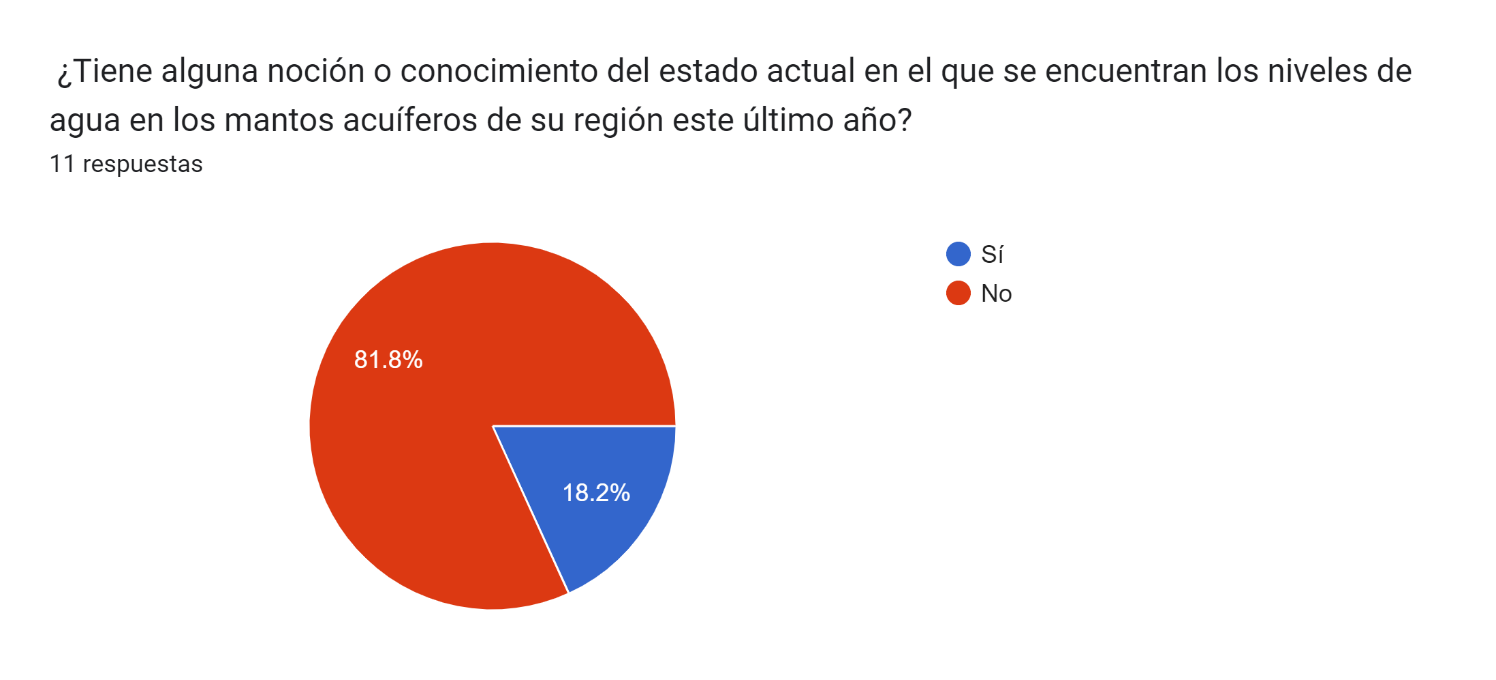 ¿Tiene alguna noción o conocimiento del estado actual en el que se encuentran los niveles de
agua en los mantos acuíferos de su región este último año?
11 respuestas
Sí
No
81.8%
18.2%